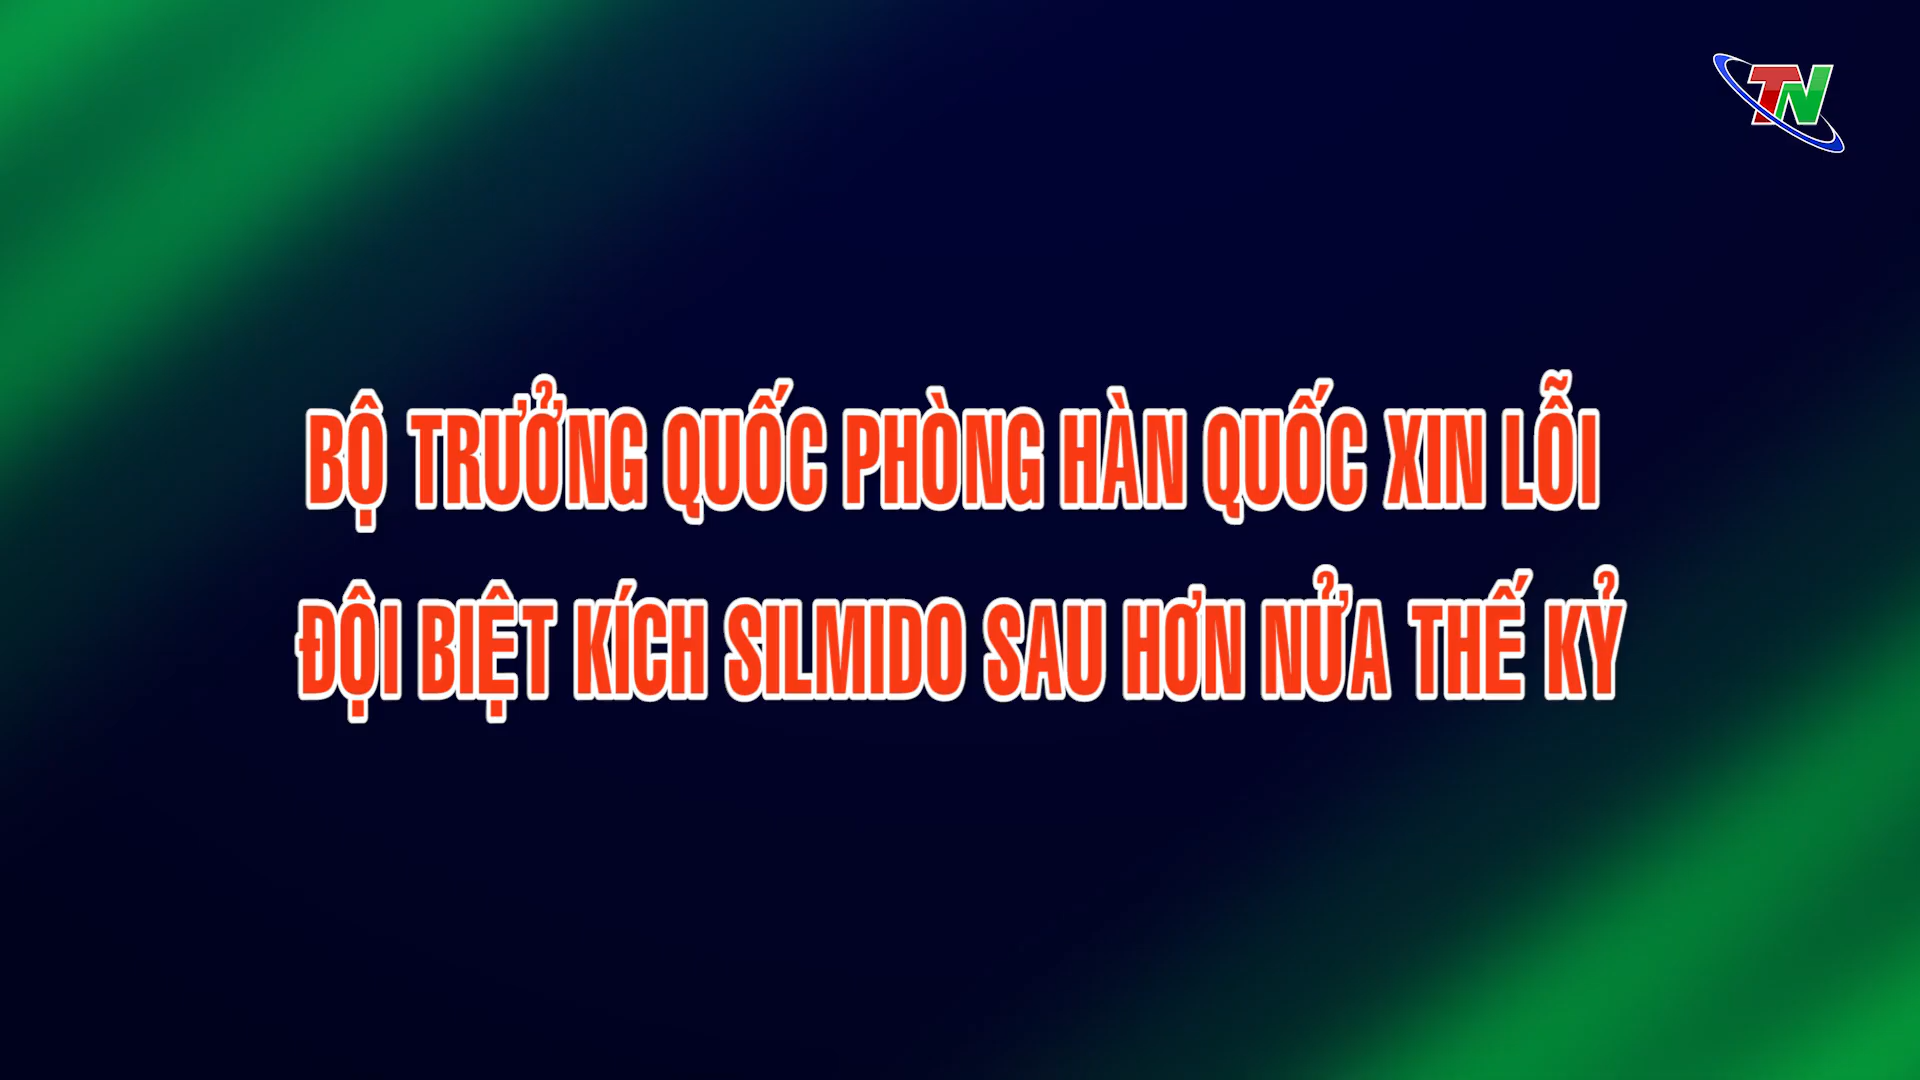 TN
BỘ TRƯỞNG QUỐC PHÒNG HÀN QUỐC XIN LỖI
ĐỘI BIỆT KÍCH SILMIDO SAU HƠN NỬA THẾ KỶ